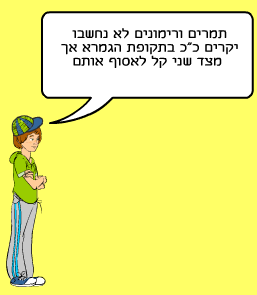 תמרים ורימונים לא נחשבו
יקרים כ״כ בתקופת הגמרא אך
מצד שני קל לאסוף אותם